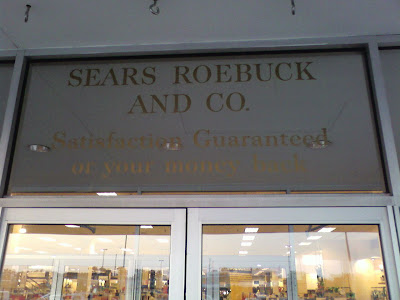 SEARS ROEBUCK
AND CO.
Satisfaction Guaranteed
or your money back.